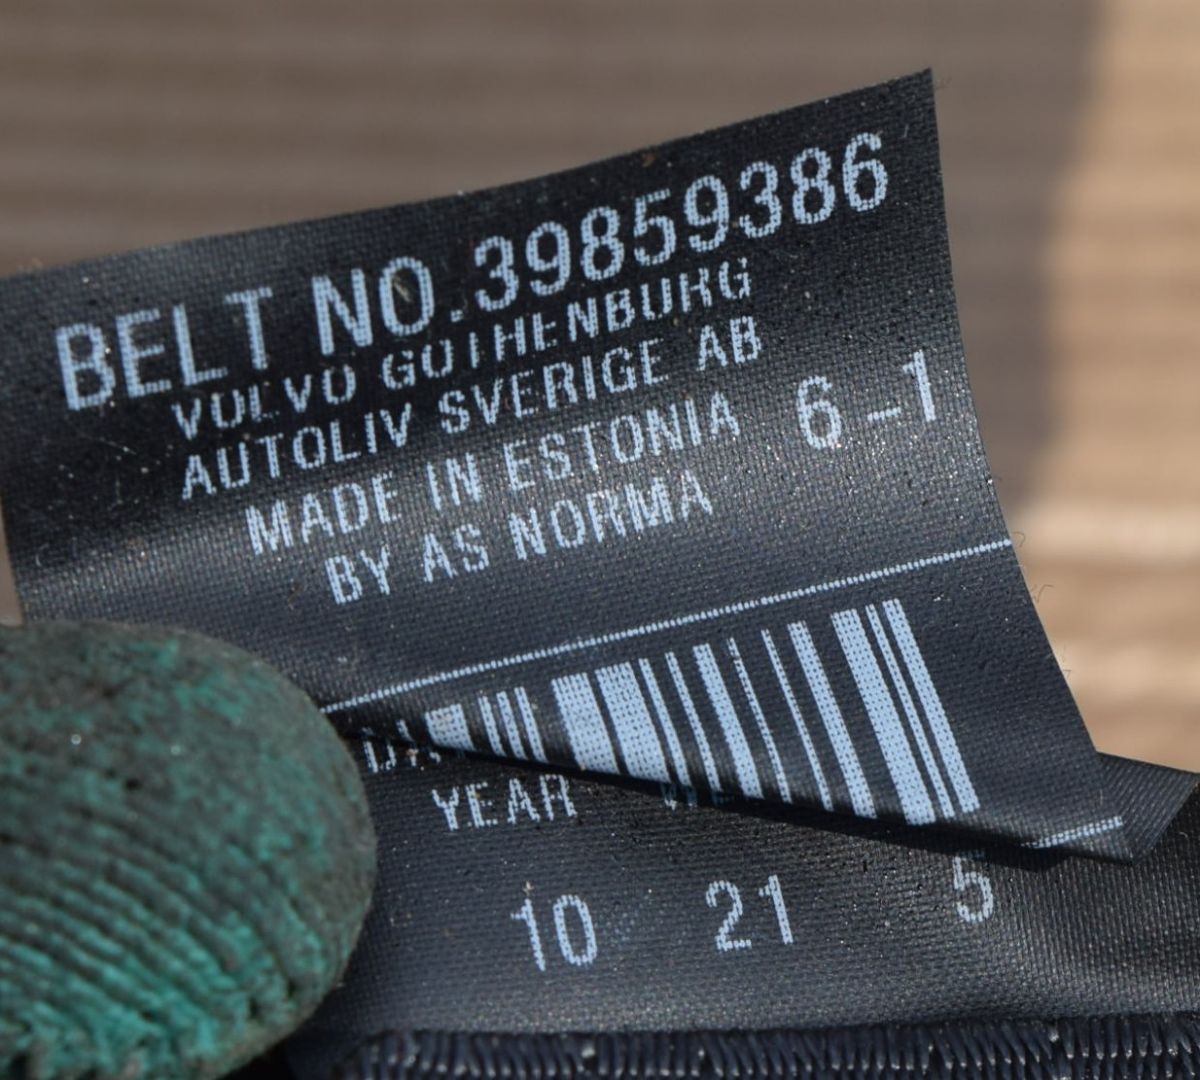 BELT NO.39859386
VOLVO GOTHENBURG
AUTOLIV SVERIGE AB
MADE IN ESTONIA 6-1
BY AS NORMA
YEAR
10 21 5